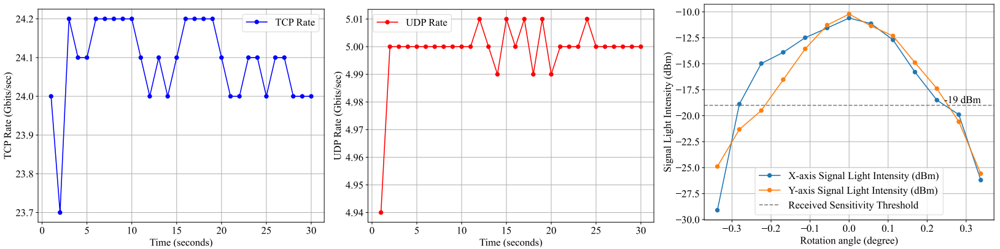 24.2
24.1
24.0
23.9
23.8
23.7
TCP Rate (Gbits/sec)
TCP Rate
0 5 10 15 20 25 30
Time (seconds)
5.01
5.00
4.99
4.98
4.97
4.96
4.95
4.94
UDP Rate (Gbits/sec)
UDP Rate
0 5 10 15 20 25 30
Time (seconds)
−10.0
−12.5
−15.0
−17.5
−20.0
−22.5
−25.0
−27.5
−30.0
Signal Light Intensity (dBm)
-19 dBm
X-axis Signal Light Intensity (dBm)
Y-axis Signal Light Intensity (dBm)
Received Sensitivity Threshold
−0.3 −0.2 −0.1 0.0 0.1 0.2 0.3
Rotation angle (degree)